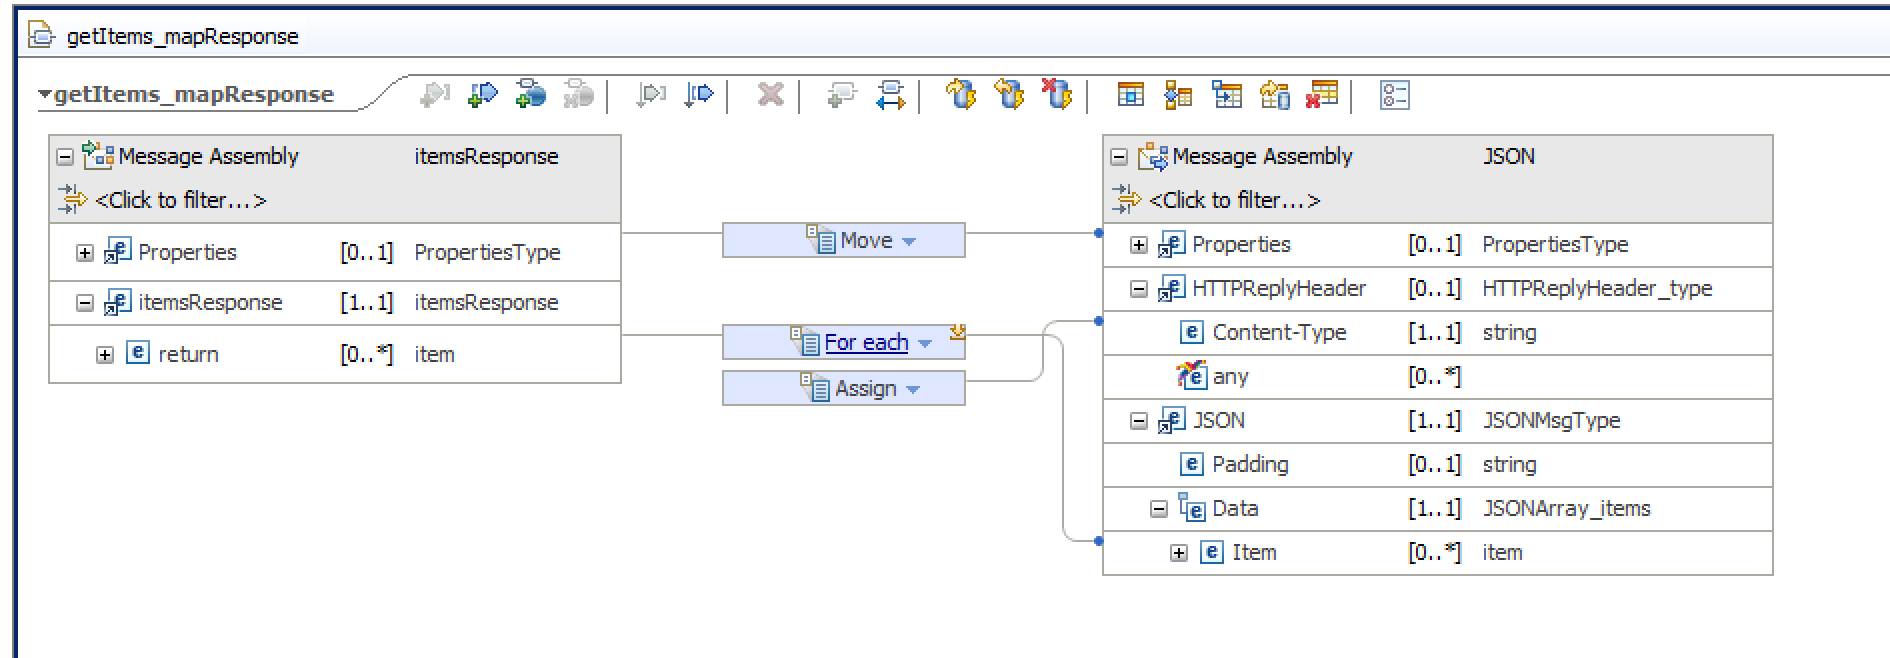 getItems_mapResponse
getItems_mapResponse
Message Assembly itemsResponse
<Click to filter...>
Properties [0..1] PropertiesType
itemsResponse [1..1] itemsResponse
return [0..*] item
Move
For each
Assign
Message Assembly JSON
<Click to filter...>
Properties [0..1] PropertiesType
HTTPReplyHeader [0..1] HTTPReplyHeader_type
Content-Type [1..1] string
any [0..*]
JSON [1..1] JSONMsgType
Padding [0..1] string
Data [1..1] JSONArray_items
Item [0..*] item